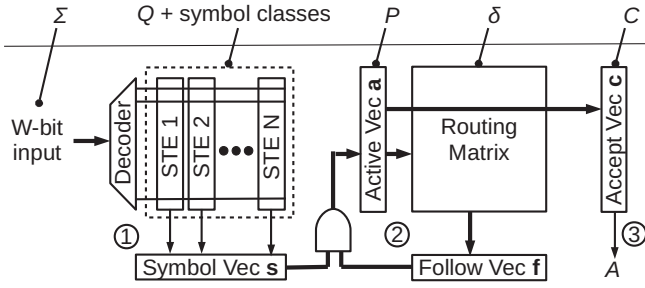 Σ
Q + symbol classes
P
δ
C
W-bit
input
Decoder
STE 1
STE 2
STE N
Active Vec a
Routing
Matrix
Accept Vec c
1
2
3
Symbol Vec s
Follow Vec f
A